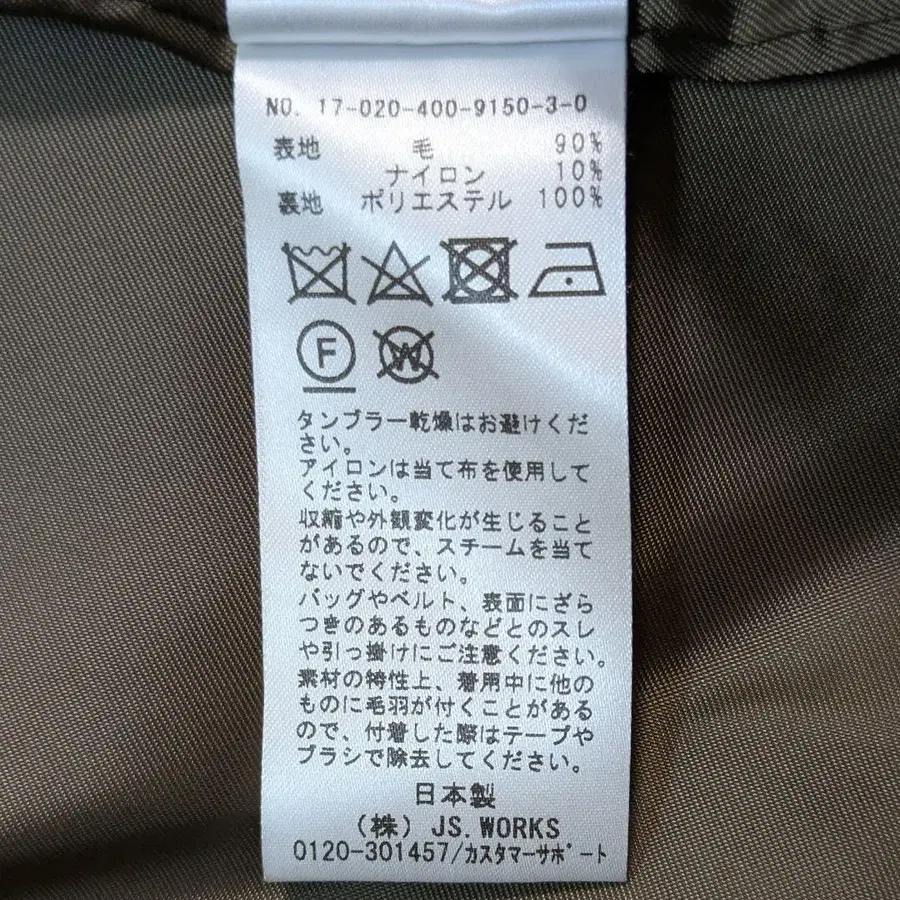 NO. 17-020-400-9150-3-0
表地 毛 90%
ナイロン 10%
裏地 ポリエステル 100%
F W
タンブラー乾燥はお避けくだ
さい。
アイロンは当て布を使用して
ください。
収縮や外観変化が生じること
があるので、スチームを当て
ないでください。
バッグやベルト、表面にざら
つきのあるものなどとのスレ
や引っ掛けにご注意ください。
素材の特性上、着用中に他の
ものに毛羽が付くことがある
ので、付着した際はテープや
ブラシで除去してください。
日本製
(株) JS.WORKS
0120-301457/カスタマーサポート